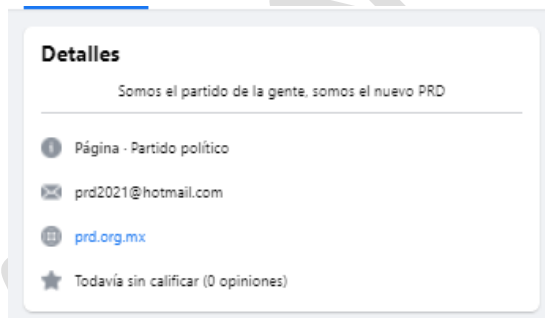 Detalles
Somos el partido de la gente, somos el nuevo PRD
Página · Partido político
prd2021@hotmail.com
prd.org.mx
Todavía sin calificar (0 opiniones)